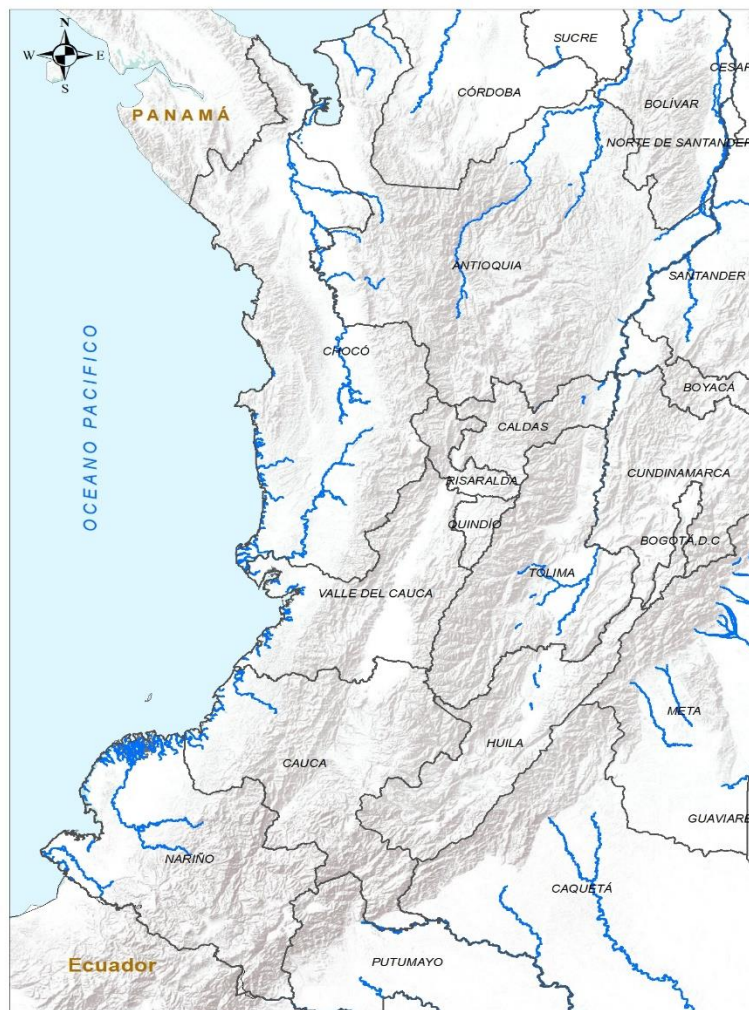 N
W E
S
SUCRE
CESAR
CÓRDOBA
BOLÍVAR
PANAMÁ
NORTE DE SANTANDER
ANTIOQUIA
SANTANDER
CHOCÓ
BOYACÁ
OCEANO PACIFICO
CALDAS
CUNDINAMARCA
RISARALDA
QUINDÍO
BOGOTÁ, D.C
TOLIMA
VALLE DEL CAUCA
META
HUILA
CAUCA
GUAVIARE
NARIÑO
CAQUETÁ
PUTUMAYO
Ecuador